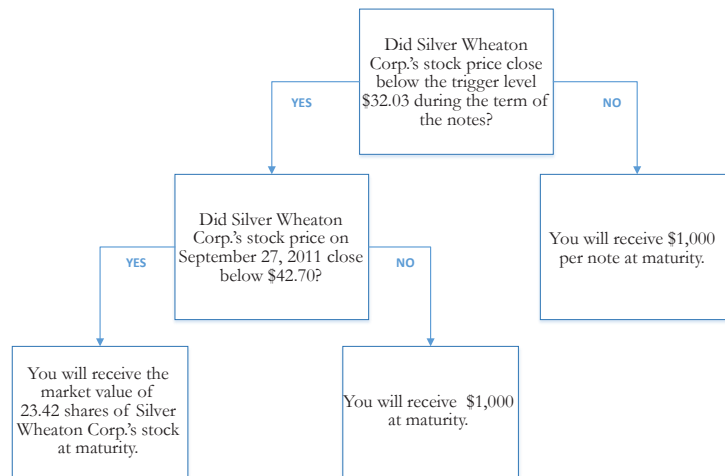 Did Silver Wheaton
Corp.'s stock price close
below the trigger level
$32.03 during the term of
the notes?
YES
NO
Did Silver Wheaton
Corp.'s stock price on
September 27, 2011 close
below $42.70?
You will receive $1,000
per note at maturity.
YES
NO
You will receive the
market value of
23.42 shares of Silver
Wheaton Corp.'s stock
at maturity.
You will receive $1,000
at maturity.